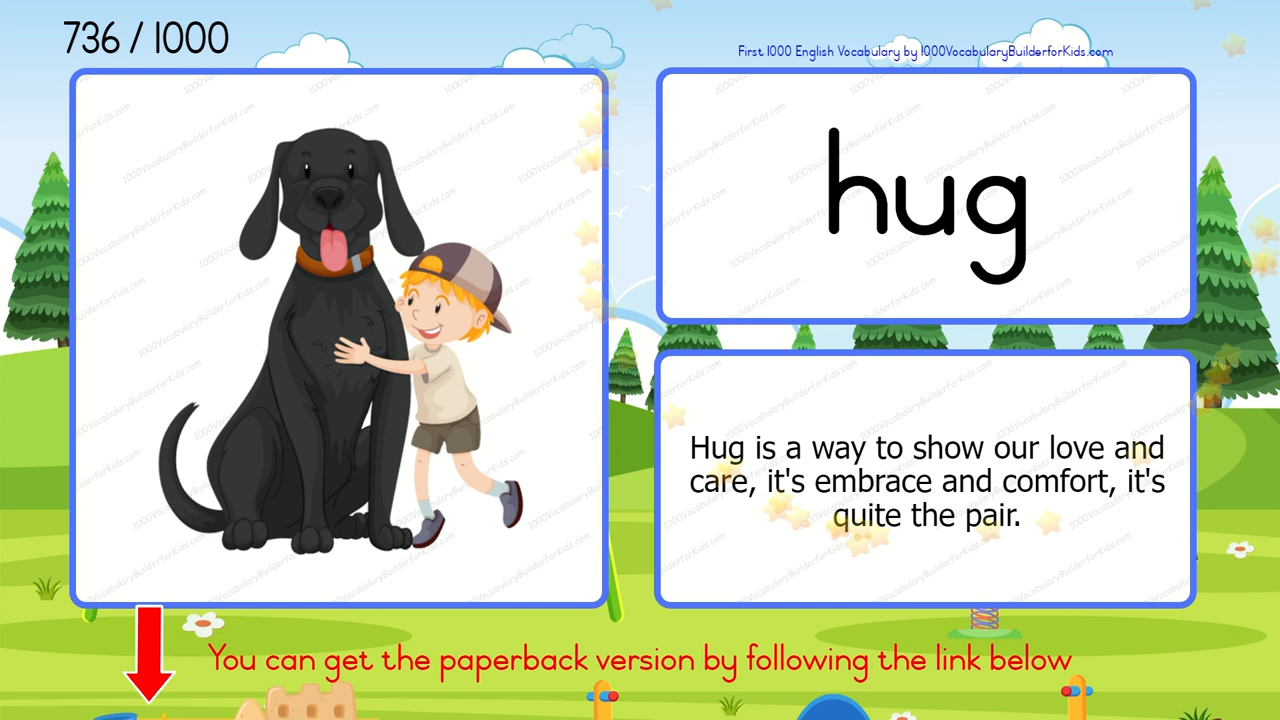 736 / 1000
First 1000 English Vocabulary by 1000VocabularyBuilderforKids.com
hug
Hug is a way to show our love and
care, it's embrace and comfort, it's
quite the pair.
You can get the paperback version by following the link below
1000VocabularyBuilderforKids.com